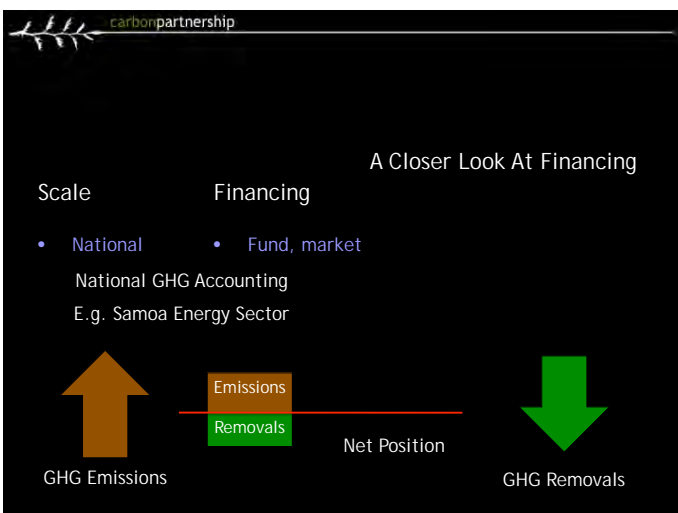 carbonpartnership
A Closer Look At Financing
Scale Financing
• National • Fund, market
National GHG Accounting
E.g. Samoa Energy Sector
Emissions
Removals
Net Position
GHG Emissions
GHG Removals